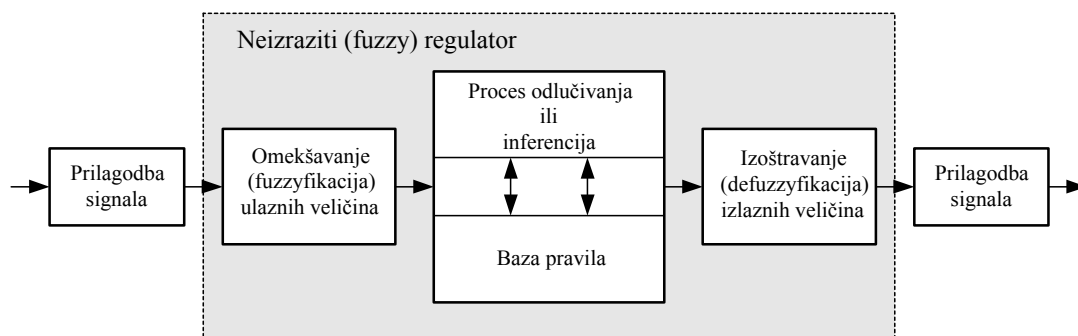 Neizraziti (fuzzy) regulator
Prilagodba
signala
Omekšavanje
(fuzzyfikacija)
ulaznih veličina
Proces odlučivanja
ili
inferencija
Baza pravila
Izoštravanje
(defuzzyfikacija)
izlaznih veličina
Prilagodba
signala